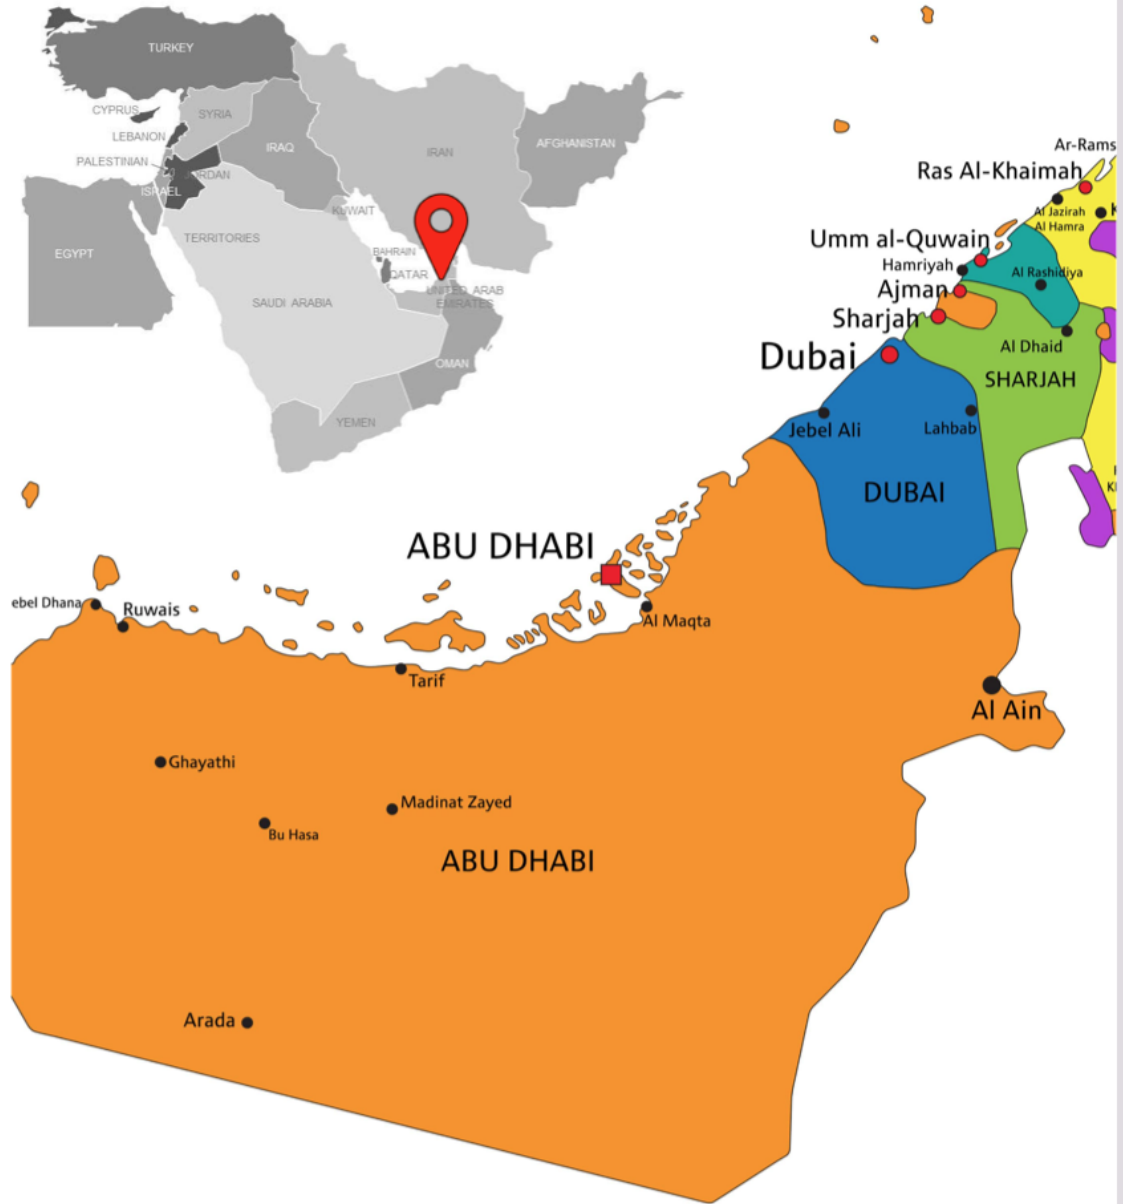 TURKEY
CYPRUS
SYRIA
LEBANON
IRAQ
IRAN
AFGHANISTAN
PALESTINIAN
JORDAN
ISRAEL
KUWAIT
TERRITORIES
EGYPT
BAHRAIN
QATAR
UNITED ARAB
EMIRATES
SAUDI ARABIA
OMAN
YEMEN
Ar-Rams
Ras Al-Khaimah
Al Jazirah
Al Hamra
K
Umm al-Quwain
Hamriyah
Al Rashidiya
Ajman
Sharjah
Al Dhaid
Dubai
SHARJAH
Jebel Ali
Lahbab
DUBAI
ABU DHABI
ebel Dhana
Ruwais
Al Maqta
Tarif
Al Ain
Ghayathi
Madinat Zayed
Bu Hasa
ABU DHABI
Arada